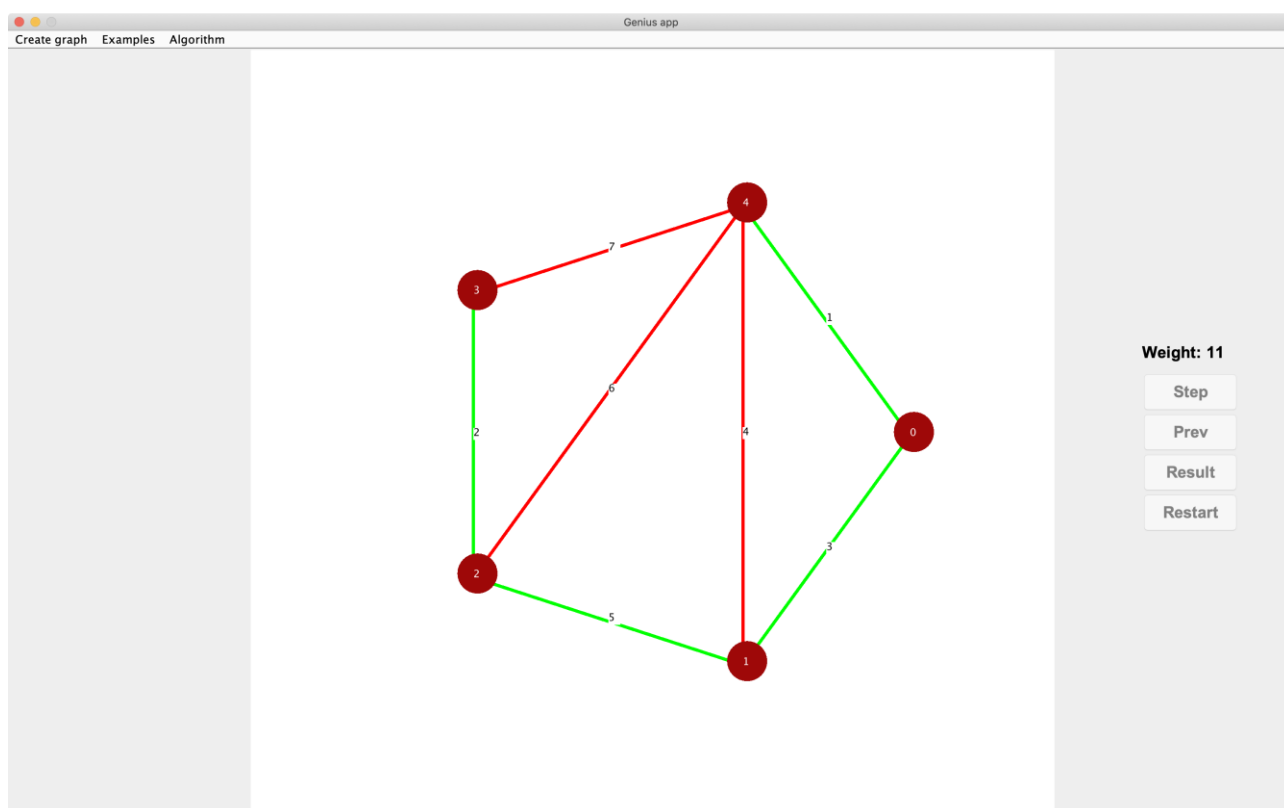 Genius app
Create graph Examples Algorithm
4
7
3
1
Weight: 11
6
Step
2
4
0
Prev
Result
Restart
3
2
5
1